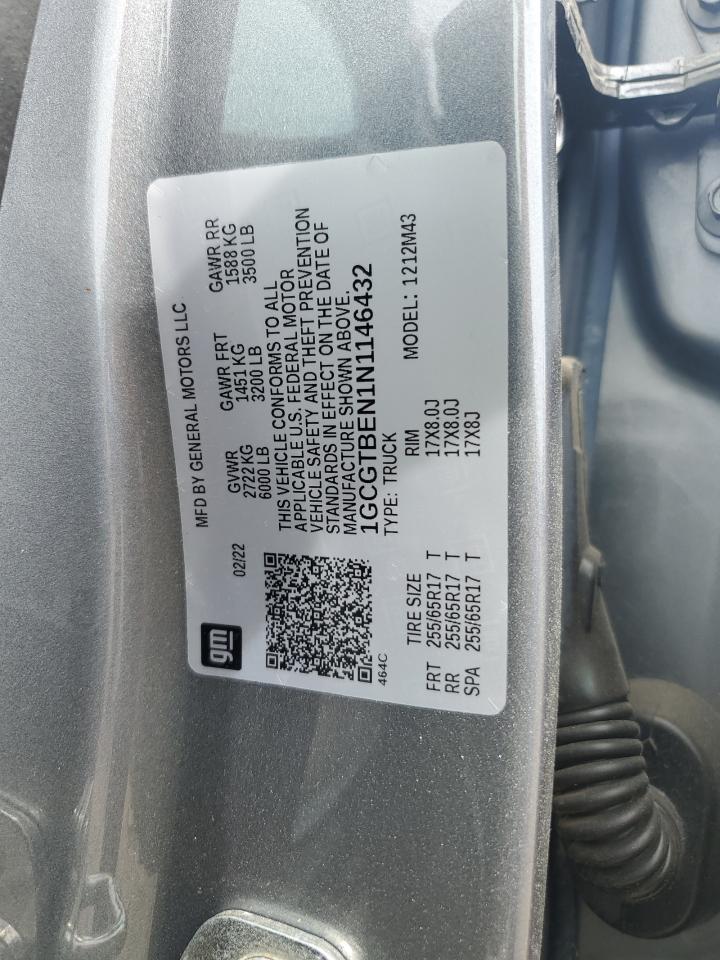 gm
02/22
MFD BY GENERAL MOTORS LLC
GVWR GAWR FRT GAWR RR
2722 KG 1451 KG 1588 KG
6000 LB 3200 LB 3500 LB
THIS VEHICLE CONFORMS TO ALL
APPLICABLE U.S. FEDERAL MOTOR
VEHICLE SAFETY AND THEFT PREVENTION
STANDARDS IN EFFECT ON THE DATE OF
MANUFACTURE SHOWN ABOVE.
1GCGTBEN1N1146432
464C
TYPE: TRUCK MODEL: 1212M43
TIRE SIZE RIM
FRT 255/65R17 T 17X8.0J
RR 255/65R17 T 17X8.0J
SPA 255/65R17 T 17X8J